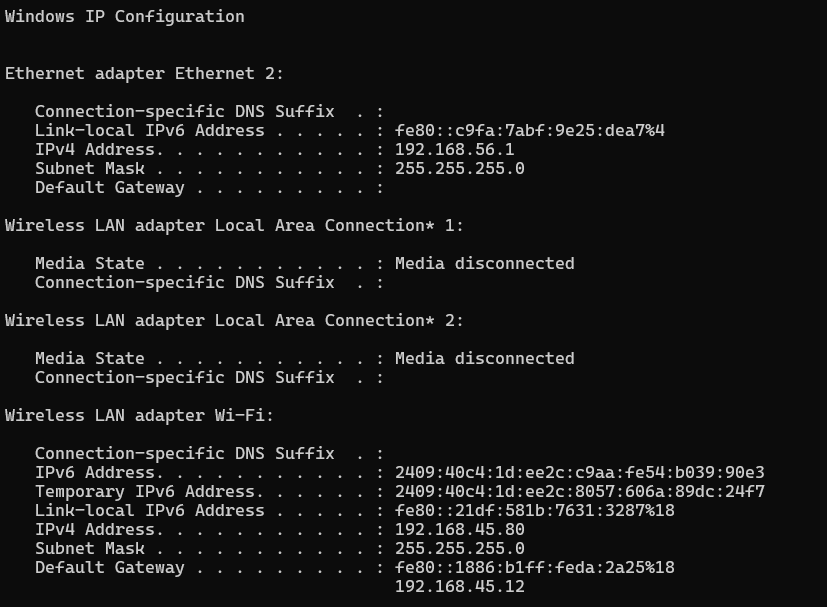 Windows IP Configuration
Ethernet adapter Ethernet 2:
Connection-specific DNS Suffix  . :
Link-local IPv6 Address . . . . . : fe80::c9fa:7abf:9e25:dea7%4
IPv4 Address. . . . . . . . . . . : 192.168.56.1
Subnet Mask . . . . . . . . . . . : 255.255.255.0
Default Gateway . . . . . . . . . :
Wireless LAN adapter Local Area Connection* 1:
Media State . . . . . . . . . . . : Media disconnected
Connection-specific DNS Suffix  . :
Wireless LAN adapter Local Area Connection* 2:
Media State . . . . . . . . . . . : Media disconnected
Connection-specific DNS Suffix  . :
Wireless LAN adapter Wi-Fi:
Connection-specific DNS Suffix  . :
IPv6 Address. . . . . . . . . . . : 2409:40c4:1d:ee2c:c9aa:fe54:b039:90e3
Temporary IPv6 Address. . . . . . : 2409:40c4:1d:ee2c:8057:606a:89dc:24f7
Link-local IPv6 Address . . . . . : fe80::21df:581b:7631:3287%18
IPv4 Address. . . . . . . . . . . : 192.168.45.80
Subnet Mask . . . . . . . . . . . : 255.255.255.0
Default Gateway . . . . . . . . . : fe80::1886:b1ff:feda:2a25%18
192.168.45.12